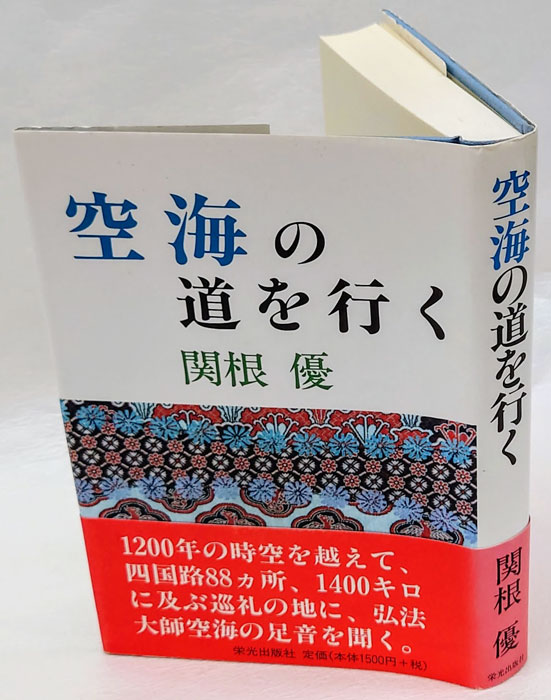 空海の
道を行く
関根 優
1200年の時空を越えて、
四国路88ヵ所、1400キロ
に及ぶ巡礼の地に、弘法
大師空海の足音を聞く。
栄光出版社 定価(本体1500円+税)
空海の道を行く
関根 優
栄光出版社